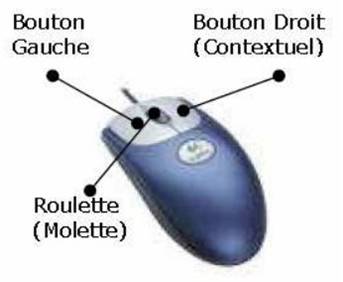 Bouton
Gauche
Bouton Droit
(Contextuel)
Roulette
(Molette)